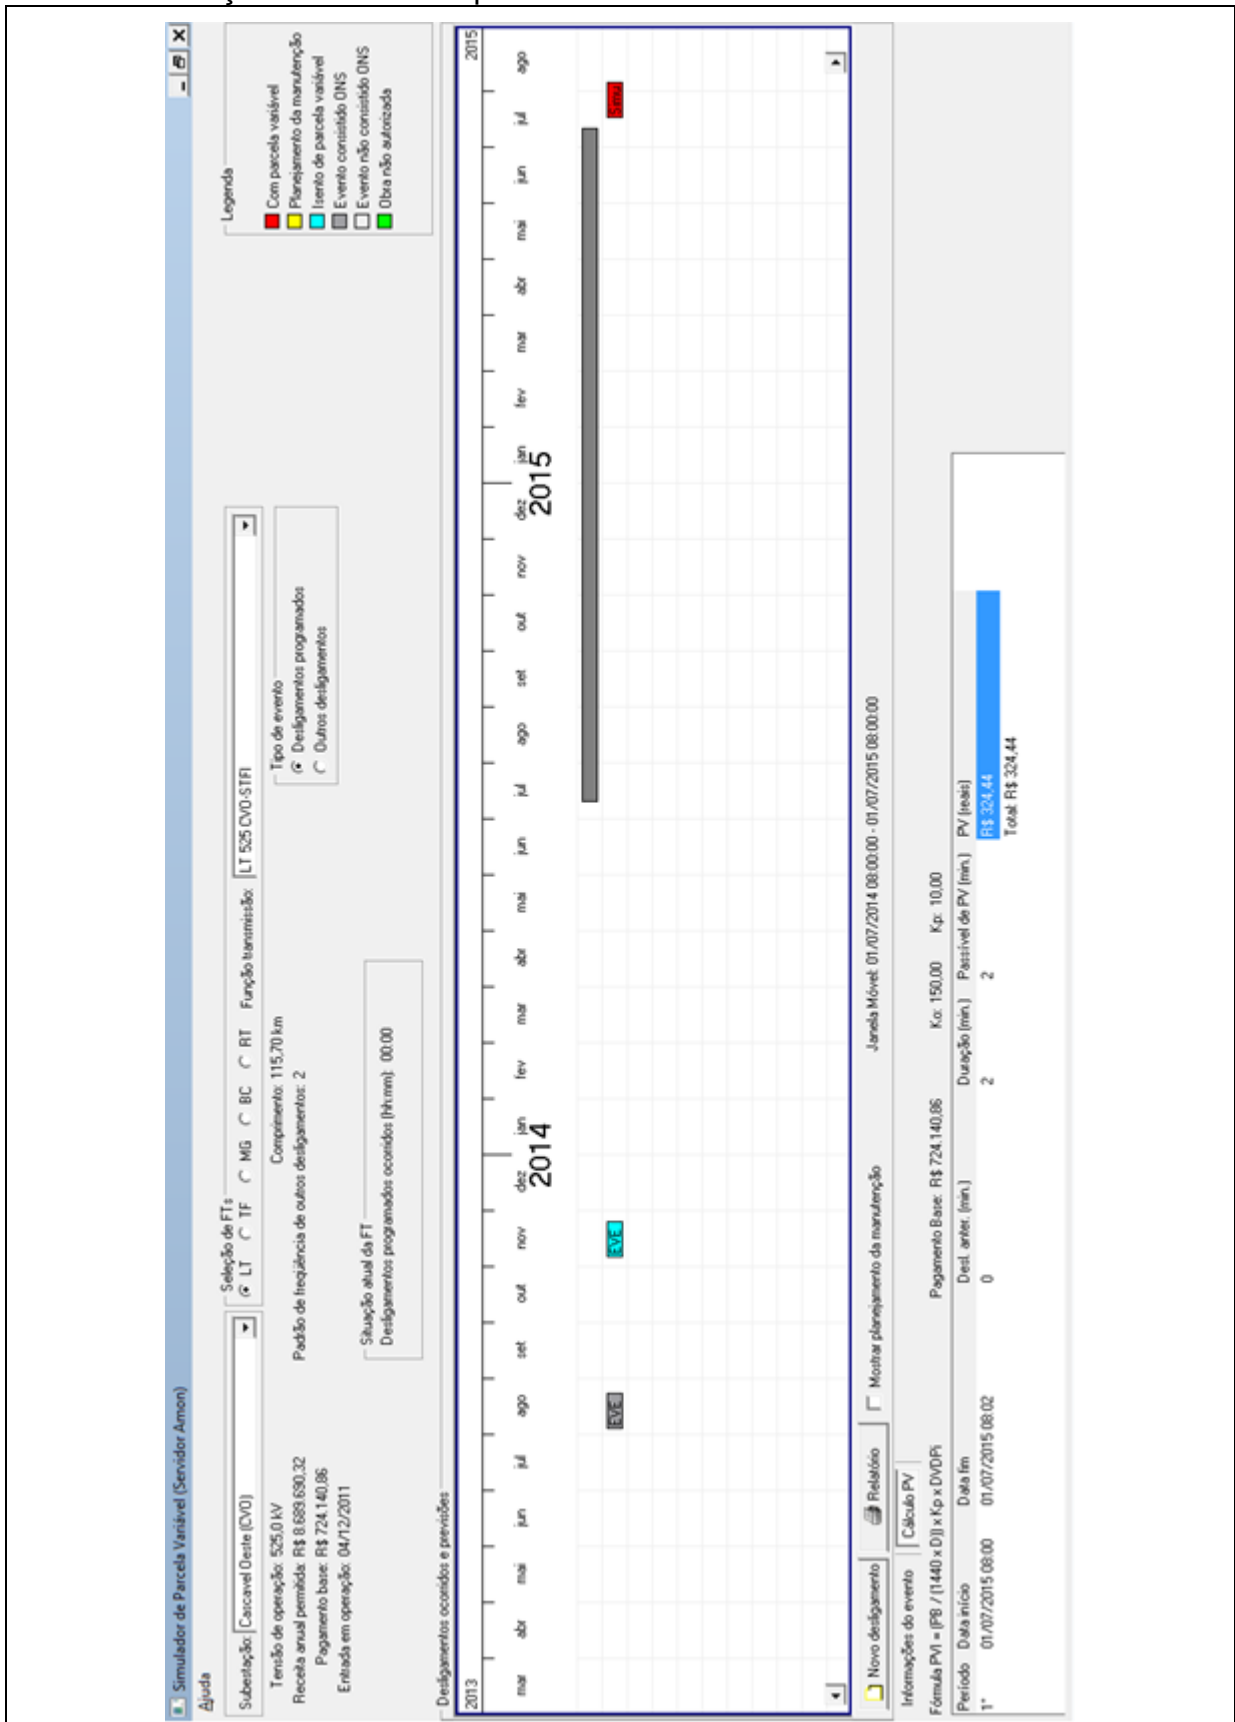 Simulador de Parcela Variável (Servidor Amon)
Ajuda
Subestação: Cascavel Oeste (CVO)
Seleção de FTs
LT TF MG BC RT Função transmissão: LT 525 CVO-STFI
Tensão de operação: 525,0 kV Comprimento: 115,70 km
Receita anual permitida: R$ 8.689.690,32 Padrão de freqüência de outros desligamentos: 2
Pagamento base: R$ 724.140,86
Entrada em operação: 04/12/2011
Tipo de evento
Desligamentos programados
Outros desligamentos
Situação atual da FT
Desligamentos programados ocorridos (hh:mm): 00:00
Legenda
Com parcela variável
Planejamento da manutenção
Isento de parcela variável
Evento consistido ONS
Evento não consistido ONS
Obra não autorizada
Desligamentos ocorridos e previsões
2013 2015
mar abr mai jun jul ago set out nov dez jan fev mar abr mai jun jul ago set out nov dez jan fev mar abr mai jun jul ago
2014 2015
EVE EVE Simu
Novo desligamento Relatório Mostrar planejamento da manutenção Janela Móvel: 01/07/2014 08:00:00 - 01/07/2015 08:00:00
Informações do evento Cálculo PV
Fórmula PVI = (PB / (1440 x D)) x Kp x DVDPi Pagamento Base: R$ 724.140,86 Ko: 150,00 Kp: 10,00
Período Data início Data fim Desl. anter. (min.) Duração (min.) Passível de PV (min.) PV (reais)
1° 01/07/2015 08:00 01/07/2015 08:02 0 2 2 R$ 324,44
Total: R$ 324,44